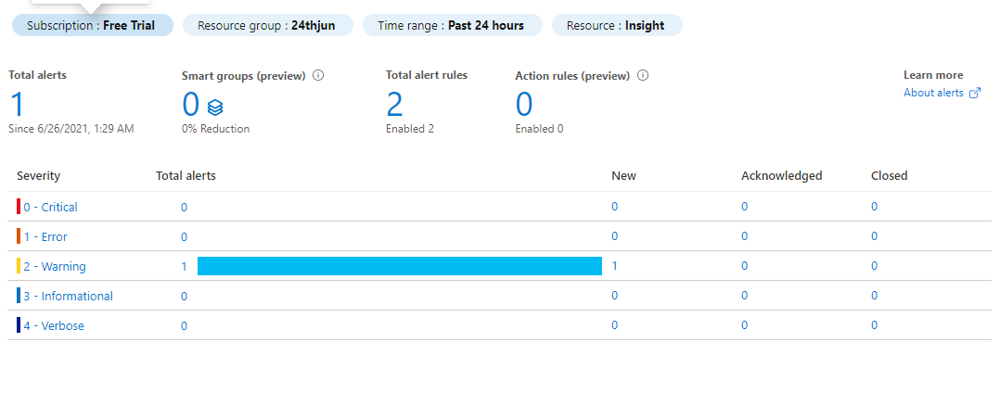 Subscription : Free Trial Resource group : 24thjun Time range : Past 24 hours Resource : Insight
Total alerts Smart groups (preview) Total alert rules Action rules (preview) Learn more
1 0 2 0 About alerts
Since 6/26/2021, 1:29 AM 0% Reduction Enabled 2 Enabled 0
Severity Total alerts New Acknowledged Closed
0 - Critical 0 0 0 0
1 - Error 0 0 0 0
2 - Warning 1 1 0 0
3 - Informational 0 0 0 0
4 - Verbose 0 0 0 0